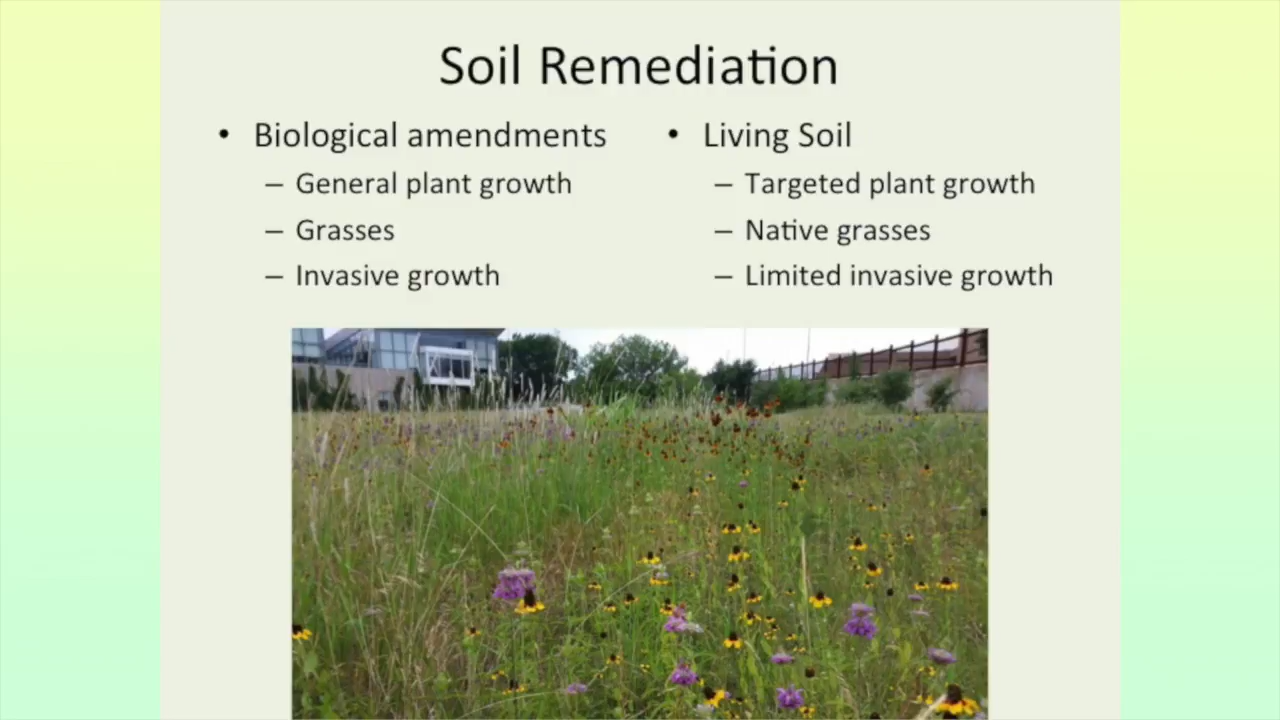 Soil Remediation
• Biological amendments
– General plant growth
– Grasses
– Invasive growth
• Living Soil
– Targeted plant growth
– Native grasses
– Limited invasive growth